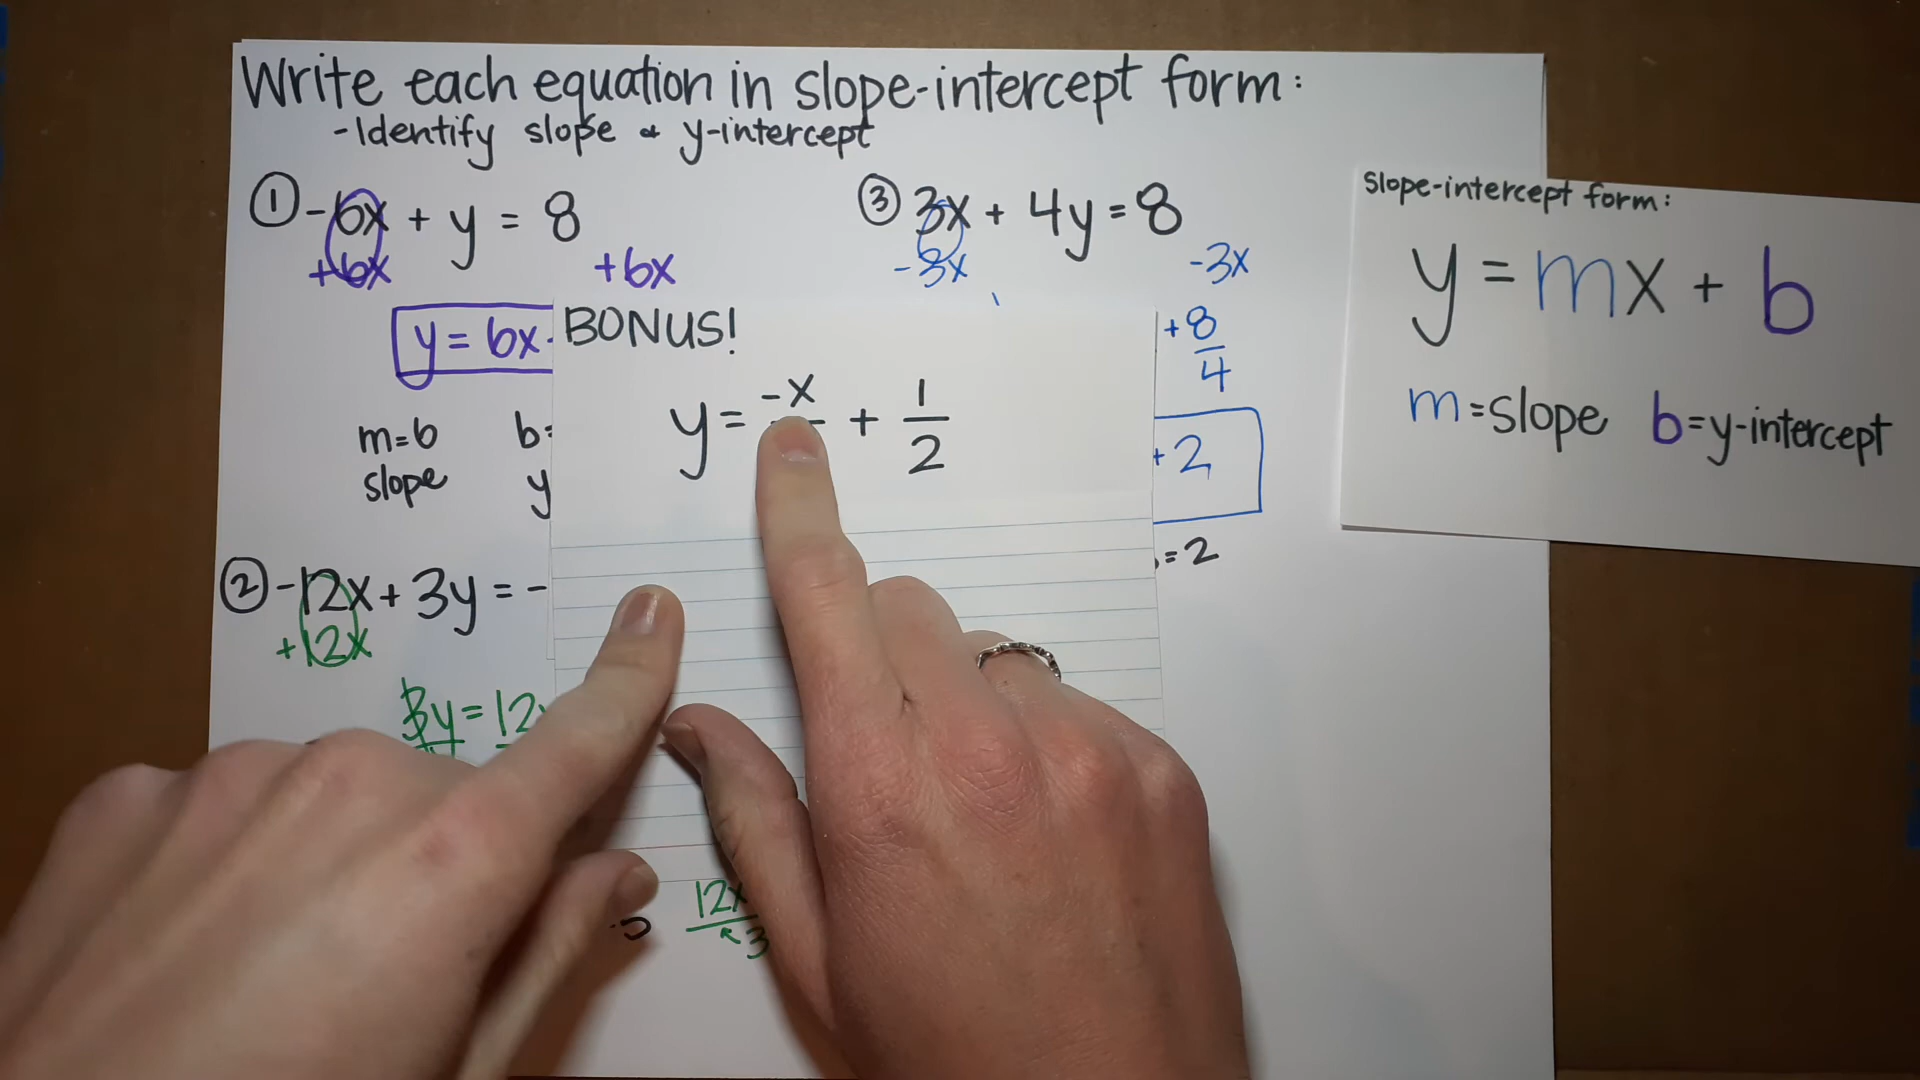 Write each equation in slope-intercept form:
-Identify slope & y-intercept
① -6x + y = 8
+6x +6x
y = 6x
m=6 b=
slope y
② -12x + 3y = -
+12x
3y = 12x
12x
3
③ 3x + 4y = 8
-3x -3x
+ 8
4
+ 2
= 2
BONUS!
y = -x + 1
2
Slope-intercept form:
y = mx + b
m=slope b=y-intercept